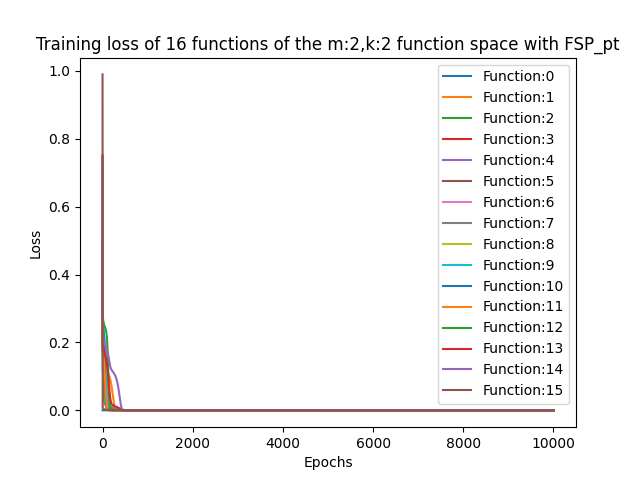 Training loss of 16 functions of the m:2,k:2 function space with FSP_pt
1.0
0.8
0.6
0.4
0.2
0.0
Loss
Function:0
Function:1
Function:2
Function:3
Function:4
Function:5
Function:6
Function:7
Function:8
Function:9
Function:10
Function:11
Function:12
Function:13
Function:14
Function:15
0 2000 4000 6000 8000 10000
Epochs